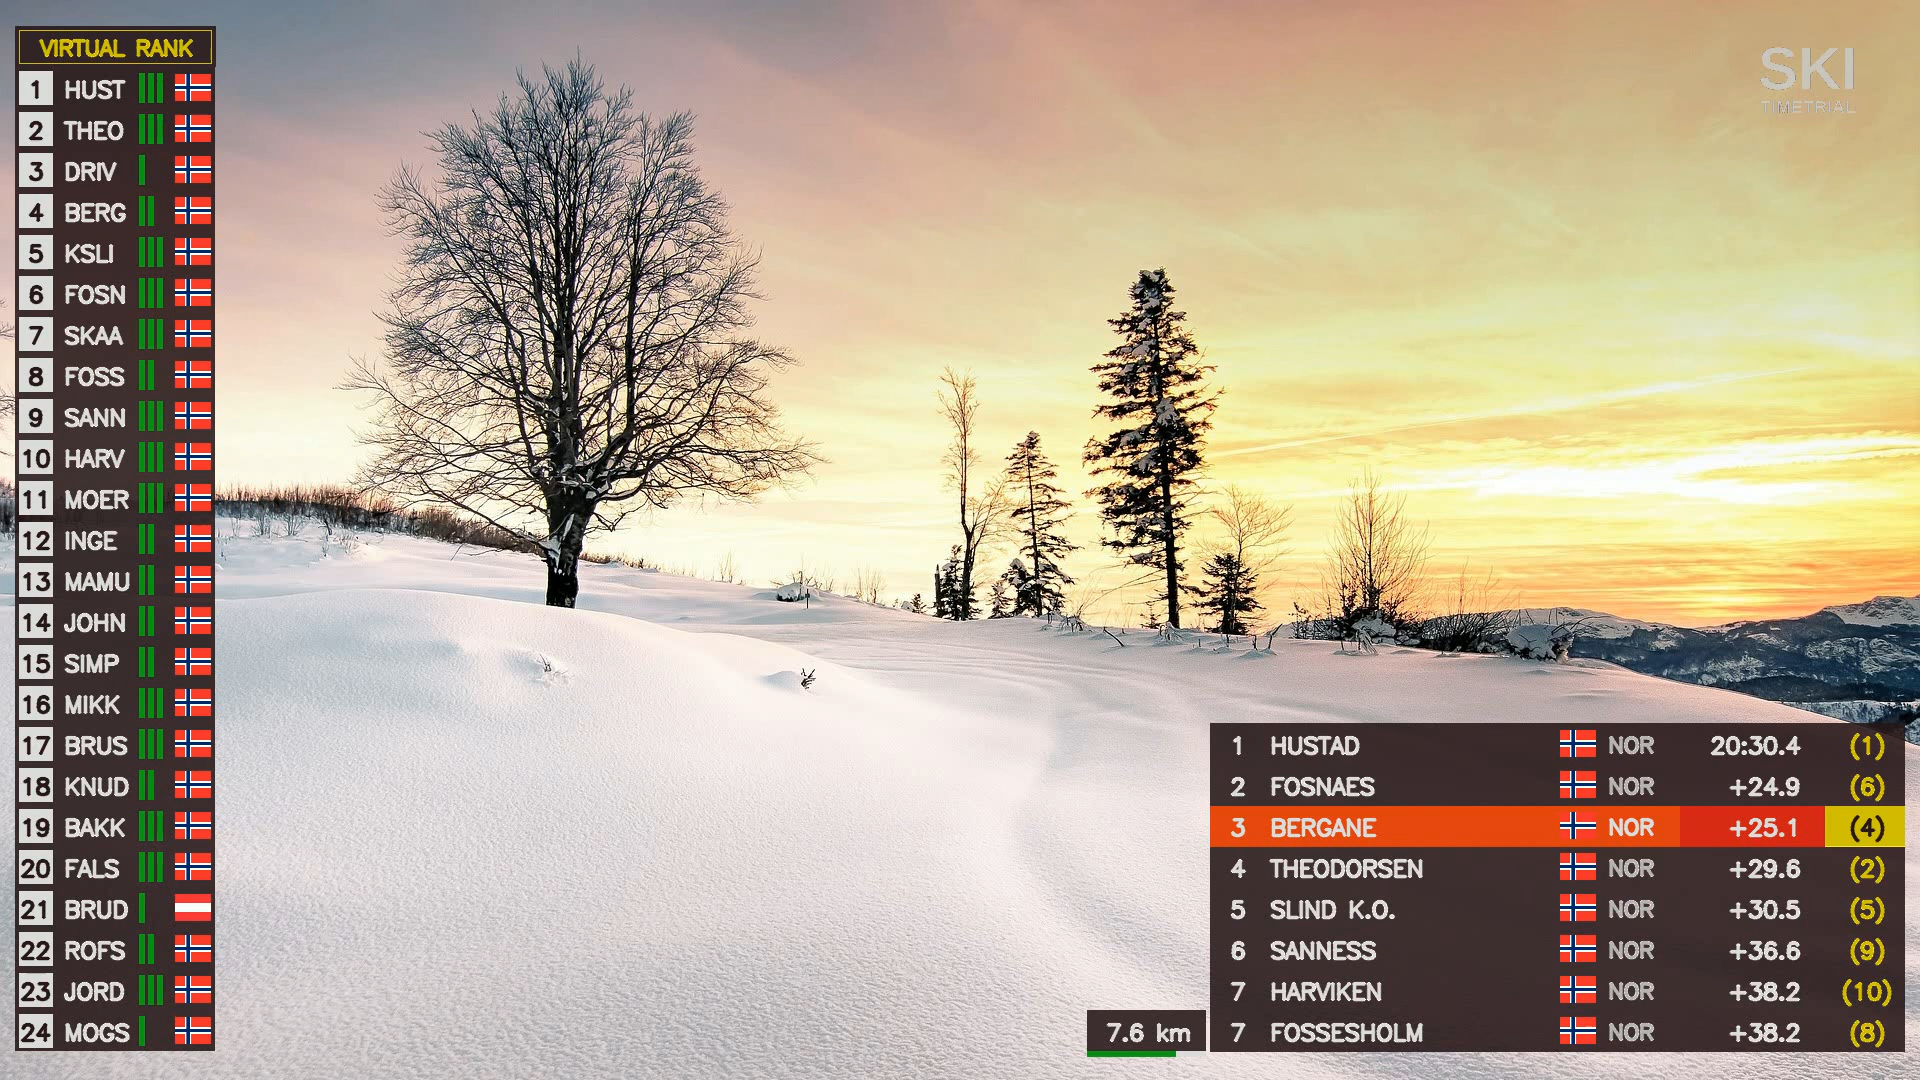 VIRTUAL RANK
1 HUST
2 THEO
3 DRIV
4 BERG
5 KSLI
6 FOSN
7 SKAA
8 FOSS
9 SANN
10 HARV
11 MOER
12 INGE
13 MAMU
14 JOHN
15 SIMP
16 MIKK
17 BRUS
18 KNUD
19 BAKK
20 FALS
21 BRUD
22 ROFS
23 JORD
24 MOGS
SKI
TIMETRIAL
1 HUSTAD NOR 20:30.4 (1)
2 FOSNAES NOR +24.9 (6)
3 BERGANE NOR +25.1 (4)
4 THEODORSEN NOR +29.6 (2)
5 SLIND K.O. NOR +30.5 (5)
6 SANNESS NOR +36.6 (9)
7 HARVIKEN NOR +38.2 (10)
7 FOSSESHOLM NOR +38.2 (8)
7.6 km